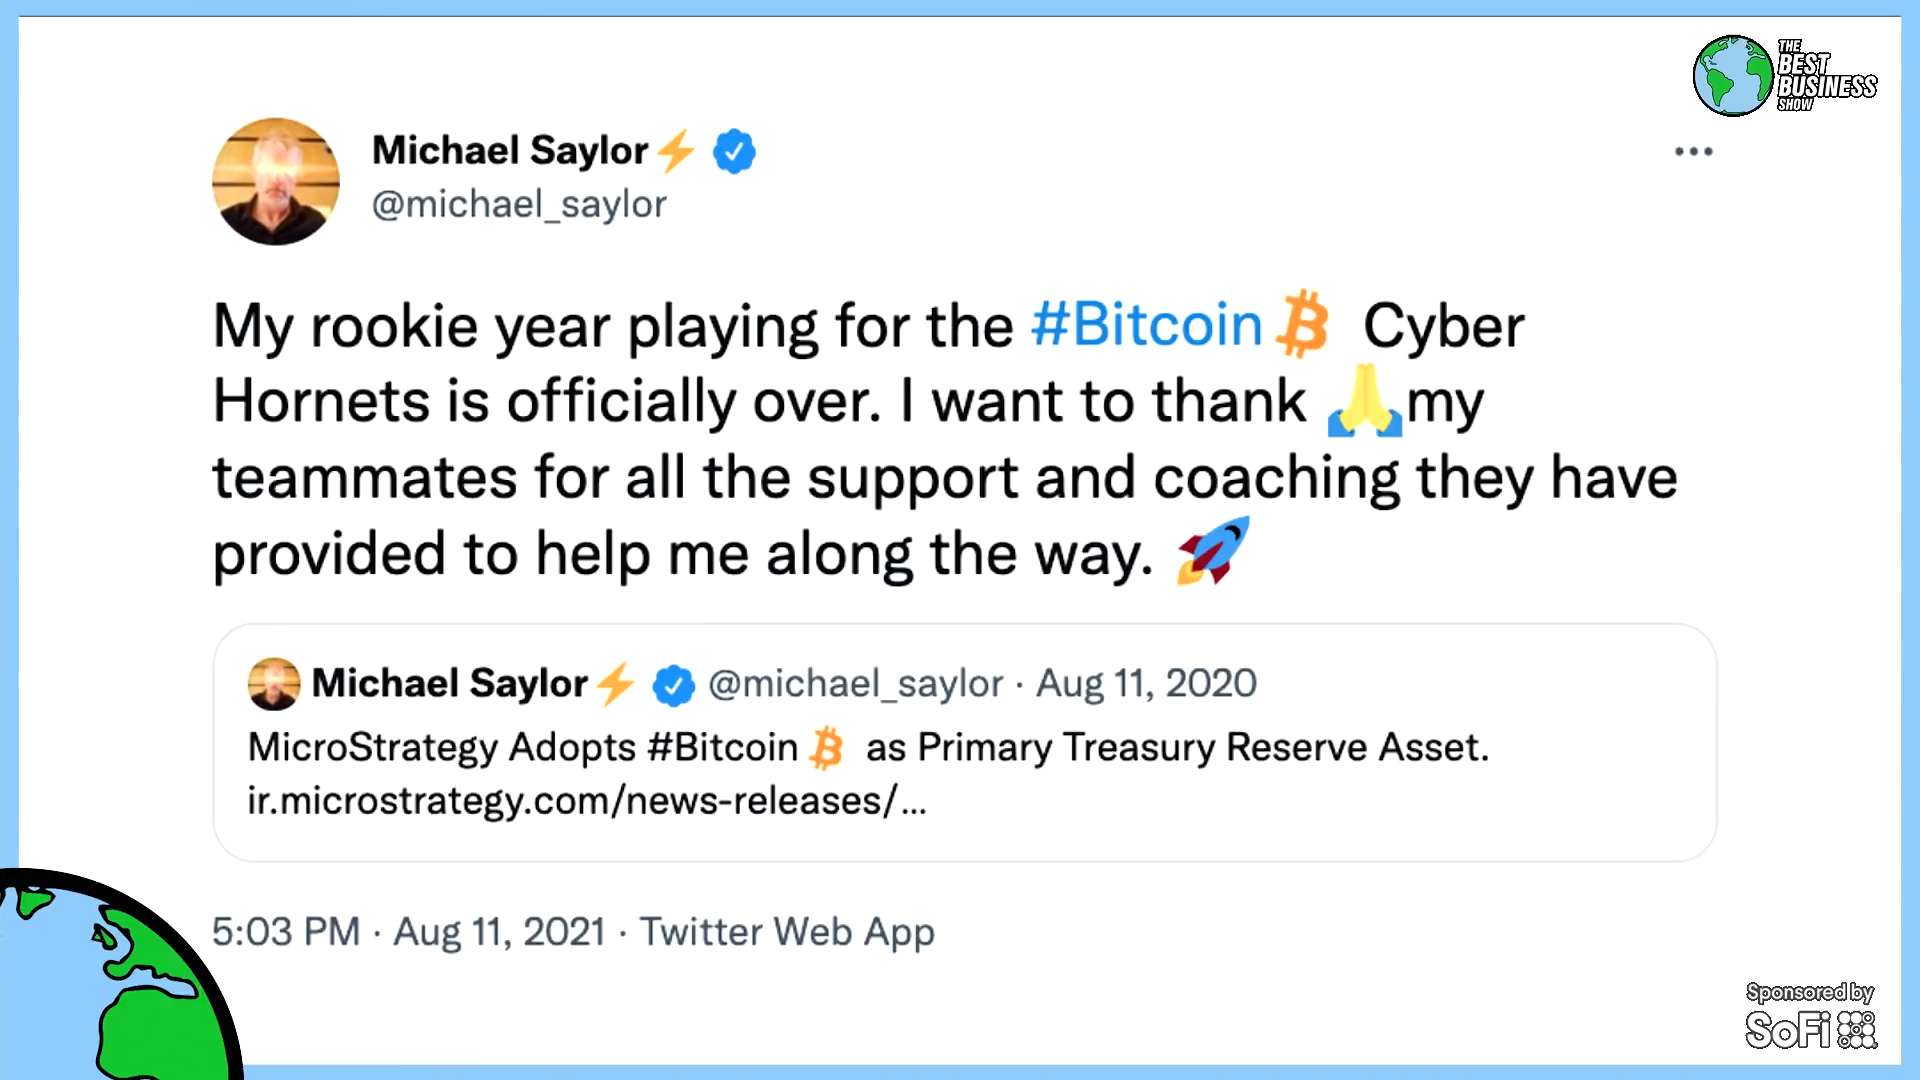 THE
BEST
BUSINESS
SHOW
Michael Saylor⚡
@michael_saylor
My rookie year playing for the #Bitcoin₿ Cyber
Hornets is officially over. I want to thank 🙏my
teammates for all the support and coaching they have
provided to help me along the way. 🚀
Michael Saylor⚡ @michael_saylor · Aug 11, 2020
MicroStrategy Adopts #Bitcoin₿ as Primary Treasury Reserve Asset.
ir.microstrategy.com/news-releases/...
5:03 PM · Aug 11, 2021 · Twitter Web App
Sponsored by
SoFi